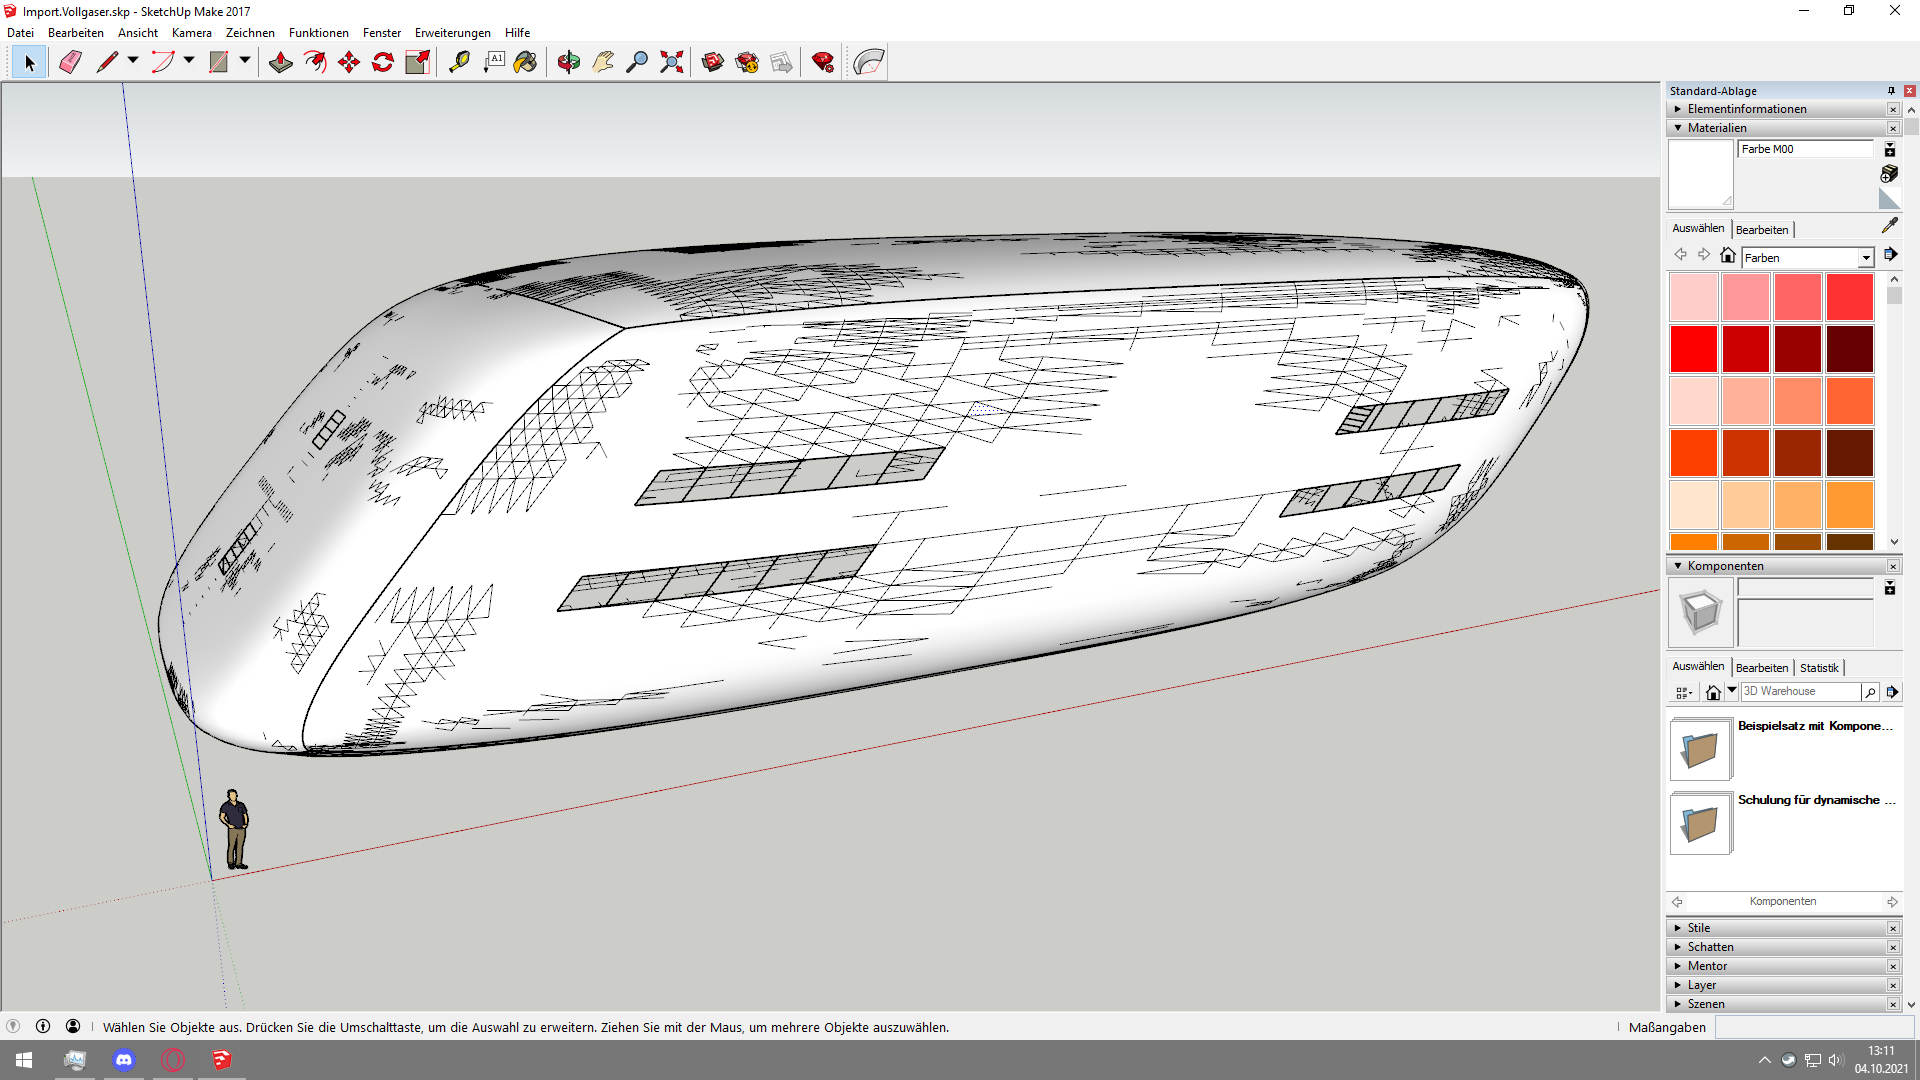 Import.Vollgaser.skp - SketchUp Make 2017
Datei Bearbeiten Ansicht Kamera Zeichnen Funktionen Fenster Erweiterungen Hilfe
A1
Standard-Ablage
Elementinformationen
Materialien
Farbe M00
Auswählen Bearbeiten
Farben
Komponenten
Auswählen Bearbeiten Statistik
3D Warehouse
Beispielsatz mit Kompone...
Schulung für dynamische ...
Komponenten
Stile
Schatten
Mentor
Layer
Szenen
Wählen Sie Objekte aus. Drücken Sie die Umschalttaste, um die Auswahl zu erweitern. Ziehen Sie mit der Maus, um mehrere Objekte auszuwählen.
Maßangaben
13:11
04.10.2021